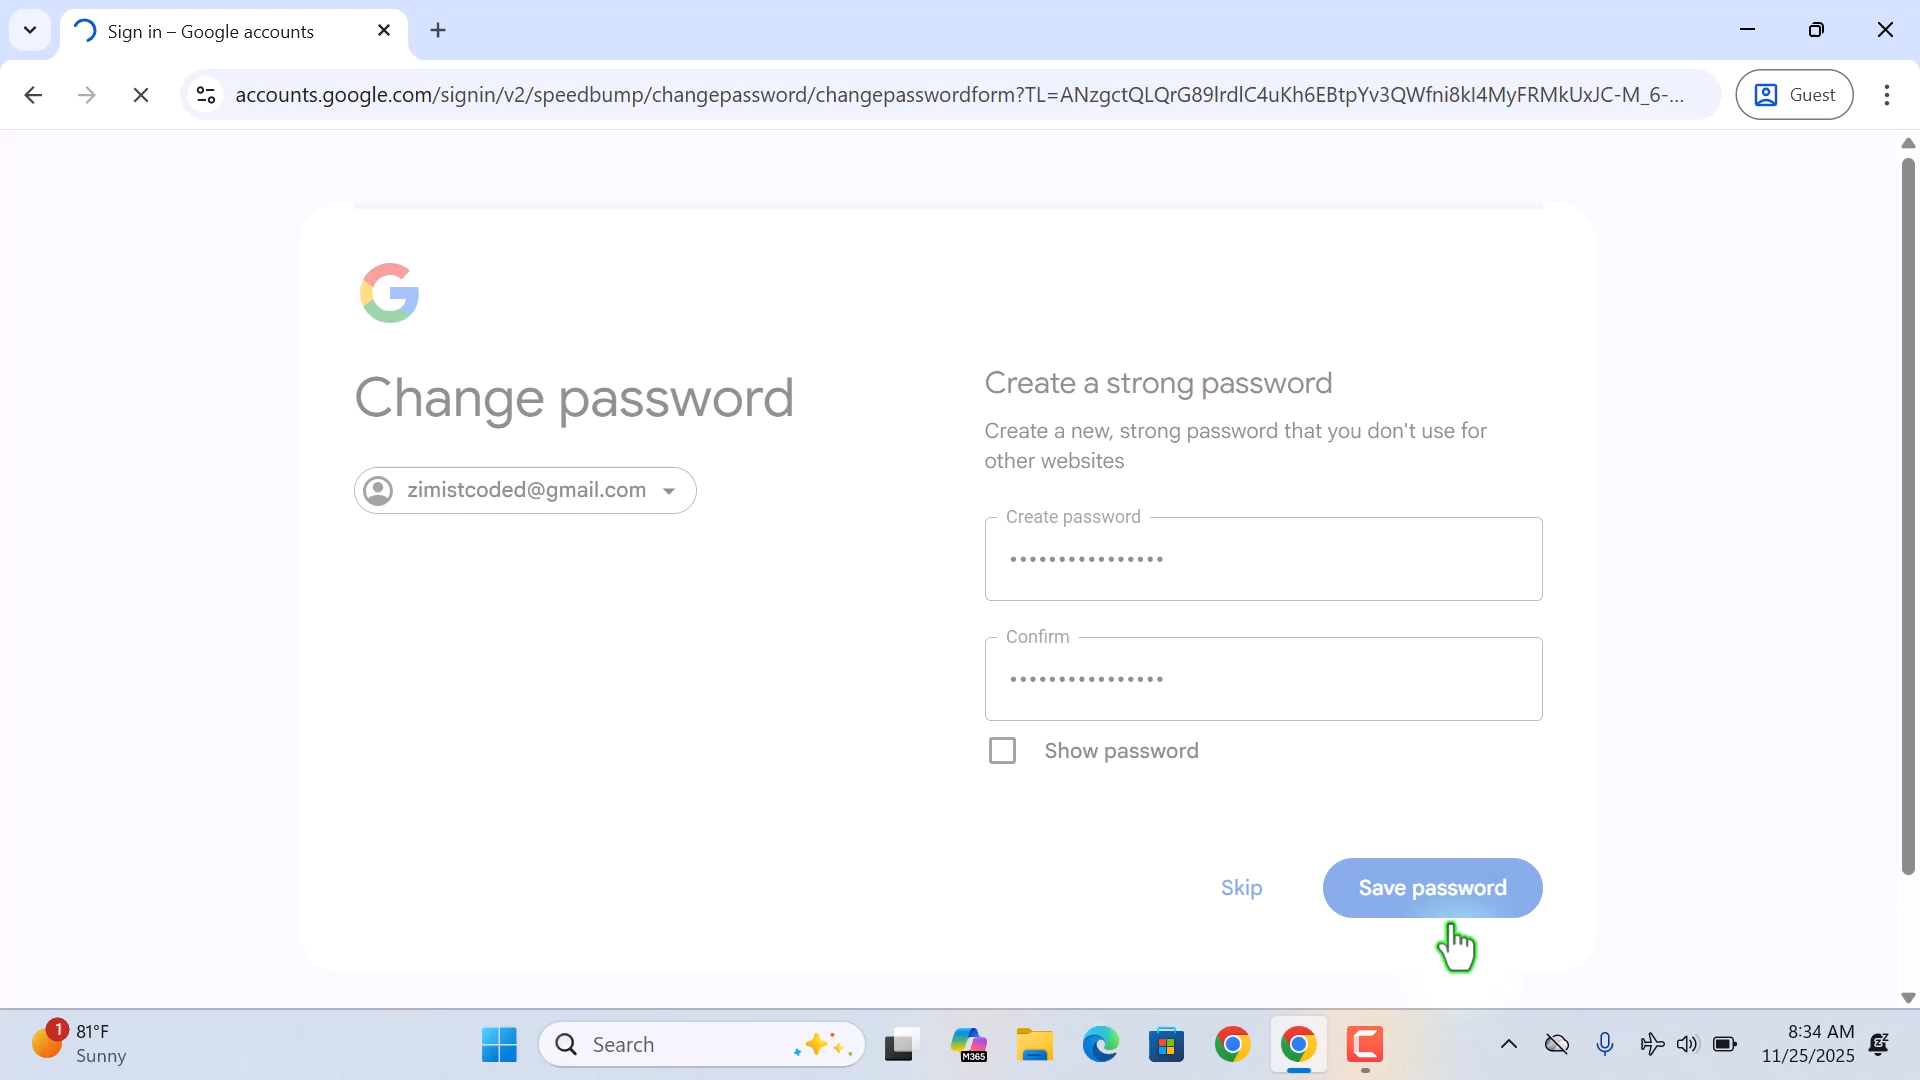 Sign in – Google accounts
accounts.google.com/signin/v2/speedbump/changepassword/changepasswordform?TL=ANzgctQLQrG89lrdlC4uKh6EBtpYv3QWfni8kl4MyFRMkUxJC-M_6-...
Guest
Change password
zimistcoded@gmail.com
Create a strong password
Create a new, strong password that you don't use for
other websites
Create password
••••••••••••••••
Confirm
••••••••••••••••
Show password
Skip
Save password
1
81°F
Sunny
Search
M365
8:34 AM
11/25/2025